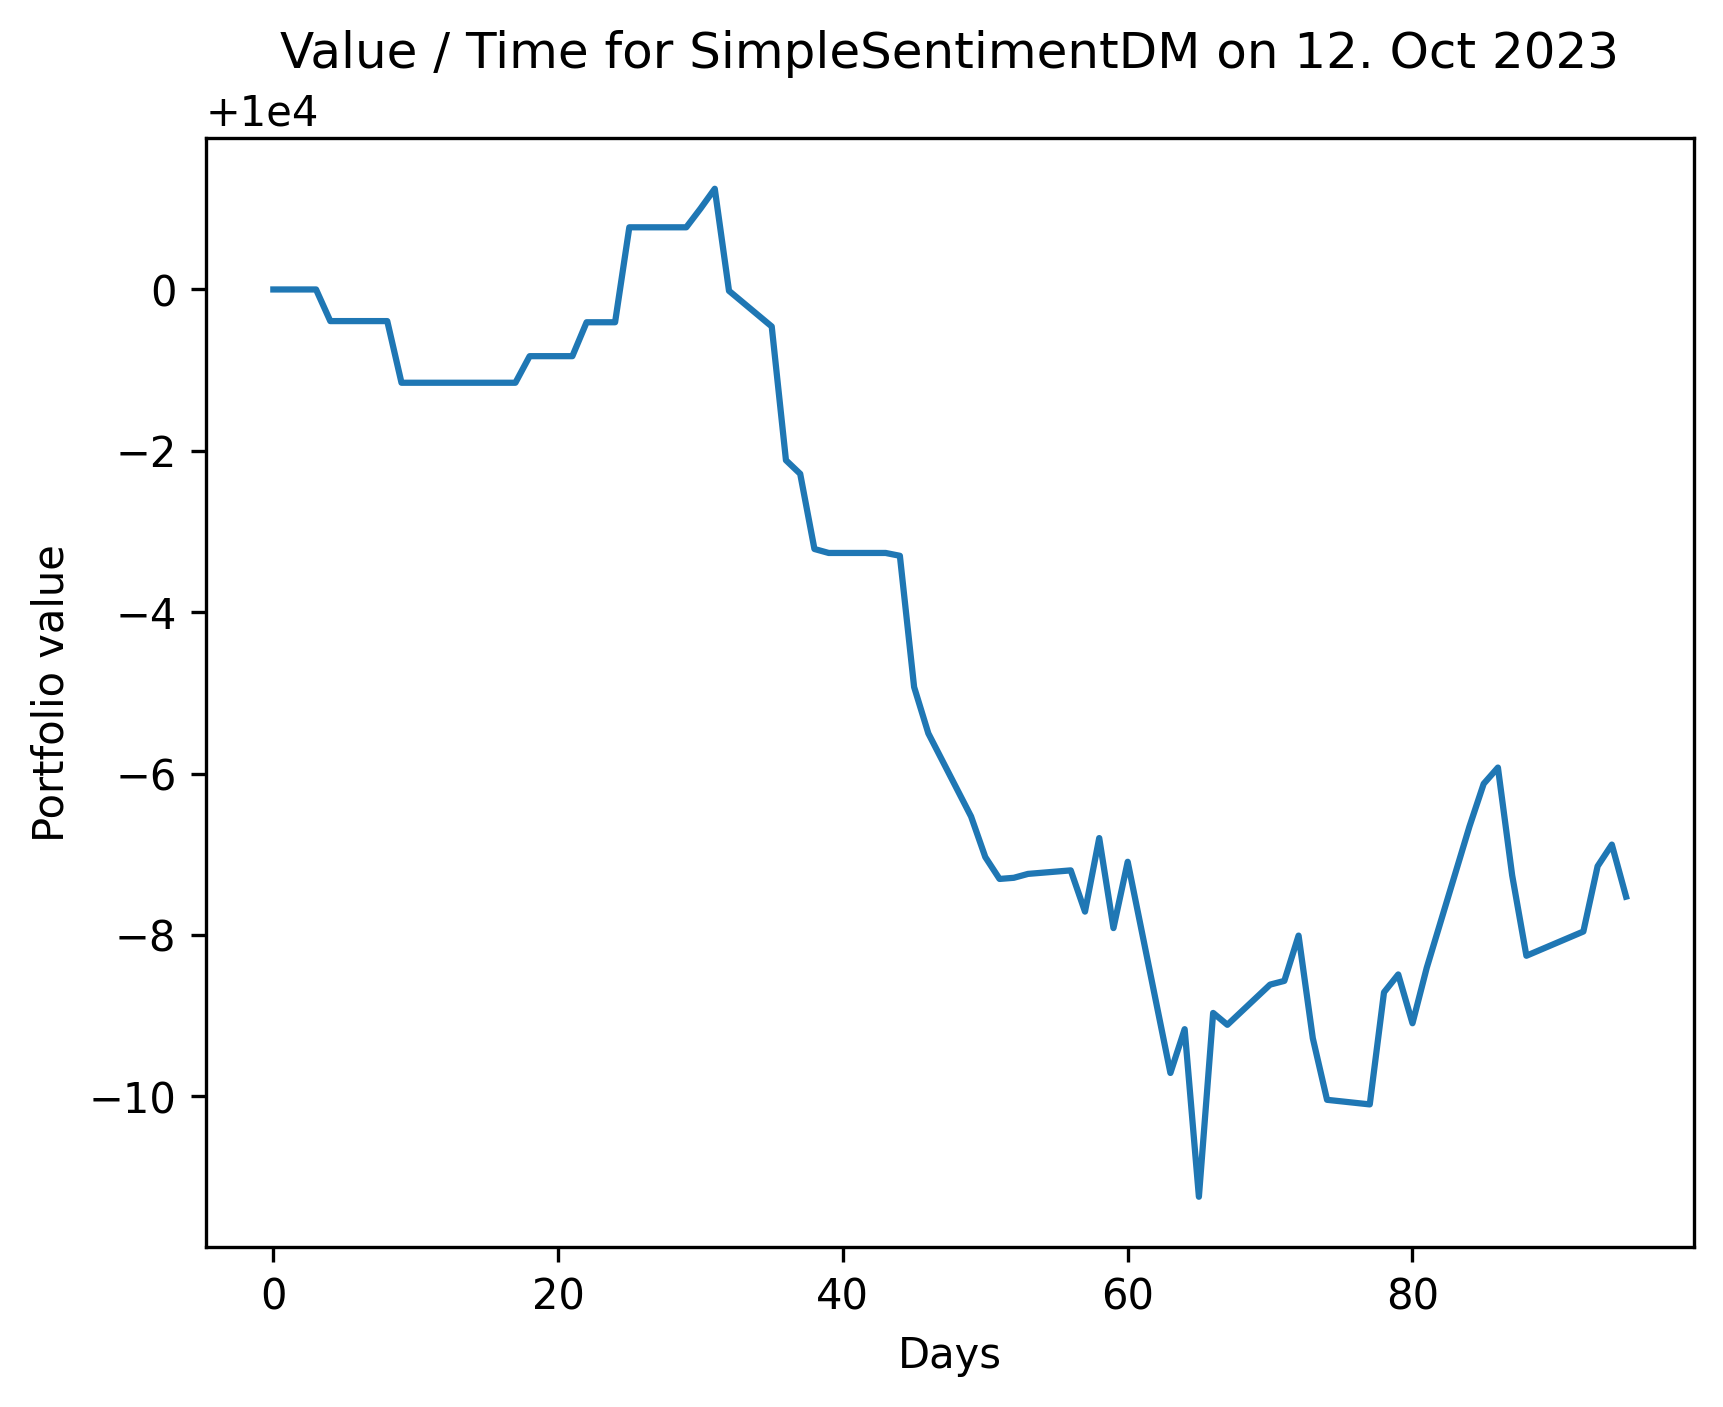 Value / Time for SimpleSentimentDM on 12. Oct 2023
+1e4
0
−2
−4
−6
−8
−10
Portfolio value
0 20 40 60 80
Days